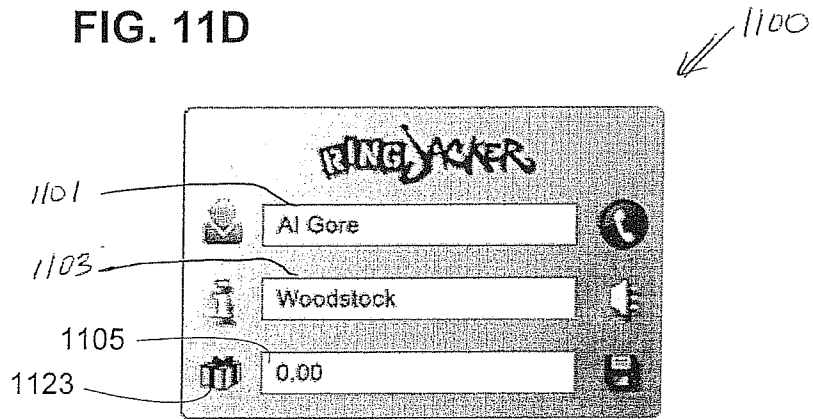 FIG. 11D
1100
RINGJACKER
1101
Al Gore
1103
Woodstock
1105
0.00
1123